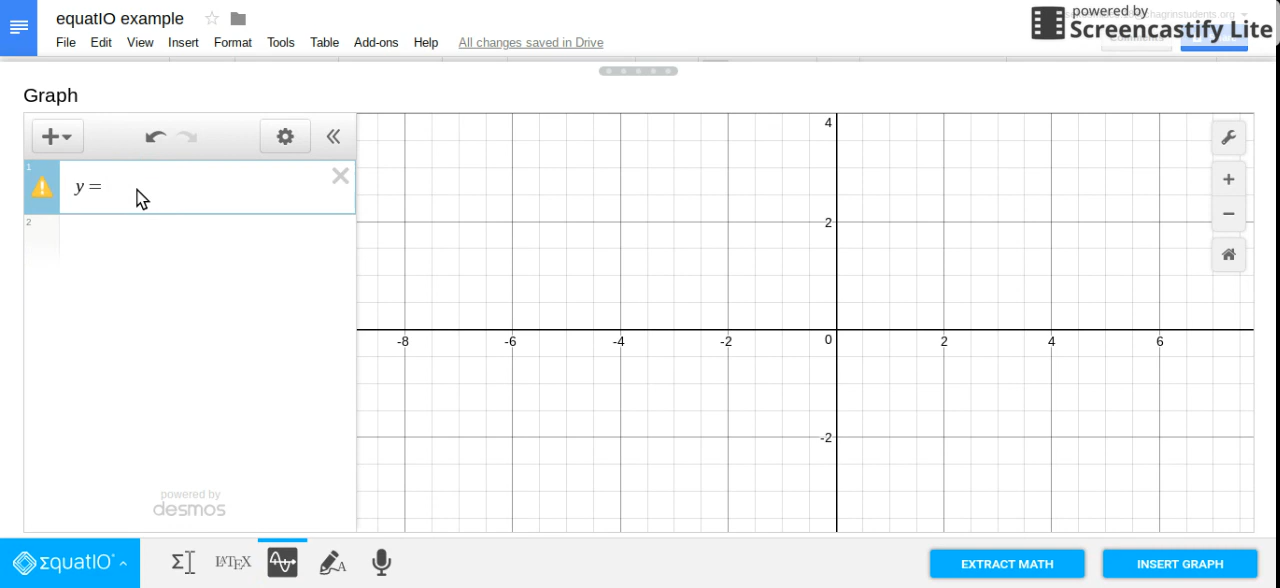 equatIO example
powered by
Screencastify Lite
File Edit View Insert Format Tools Table Add-ons Help All changes saved in Drive
Graph
1
y =
2
4
2
-8 -6 -4 -2 0 2 4 6
-2
powered by
desmos
ΣquatIO
Σ LATEX A
EXTRACT MATH
INSERT GRAPH